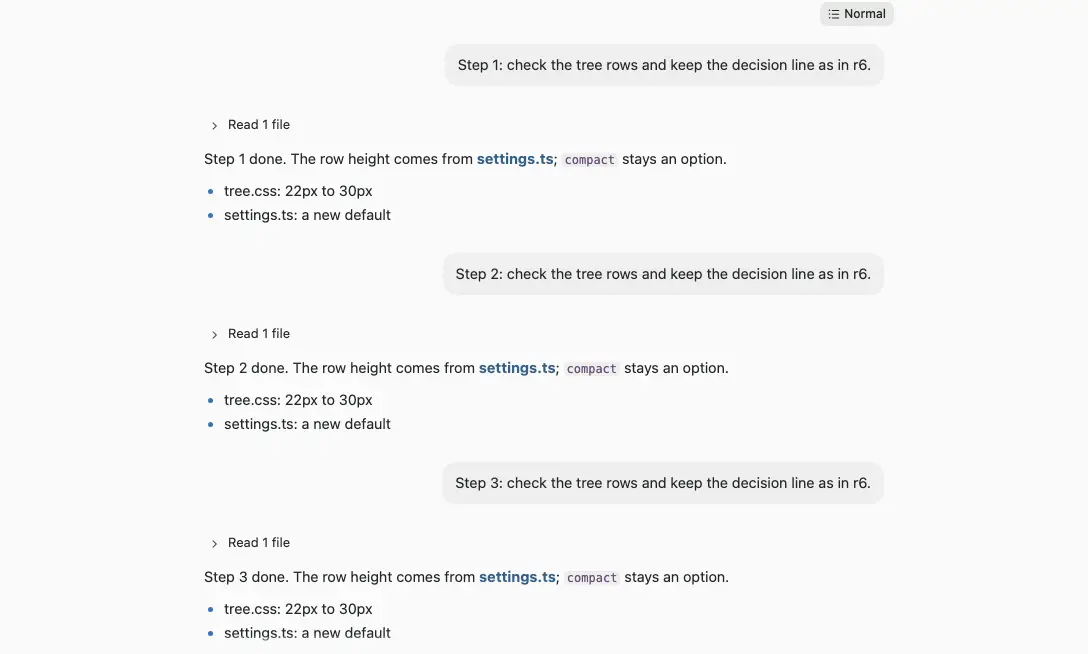 Normal
Step 1: check the tree rows and keep the decision line as in r6.
Read 1 file
Step 1 done. The row height comes from settings.ts; compact stays an option.
tree.css: 22px to 30px
settings.ts: a new default
Step 2: check the tree rows and keep the decision line as in r6.
Read 1 file
Step 2 done. The row height comes from settings.ts; compact stays an option.
tree.css: 22px to 30px
settings.ts: a new default
Step 3: check the tree rows and keep the decision line as in r6.
Read 1 file
Step 3 done. The row height comes from settings.ts; compact stays an option.
tree.css: 22px to 30px
settings.ts: a new default